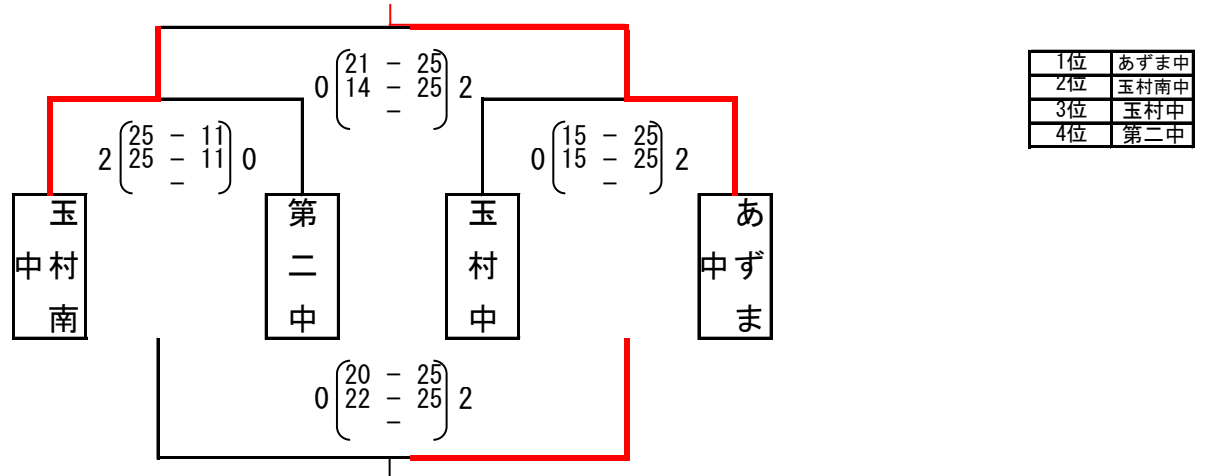 0 21 - 25 2
14 - 25
-
2 25 - 11 0
25 - 11
-
0 15 - 25 2
15 - 25
-
玉村南中
第二中
玉村中
あずま中
0 20 - 25 2
22 - 25
-
1位 あずま中
2位 玉村南中
3位 玉村中
4位 第二中